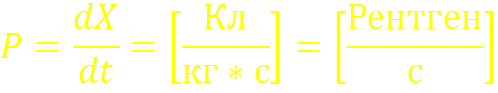 P = dX/dt = [Кл/кг * с] = [Рентген/с]